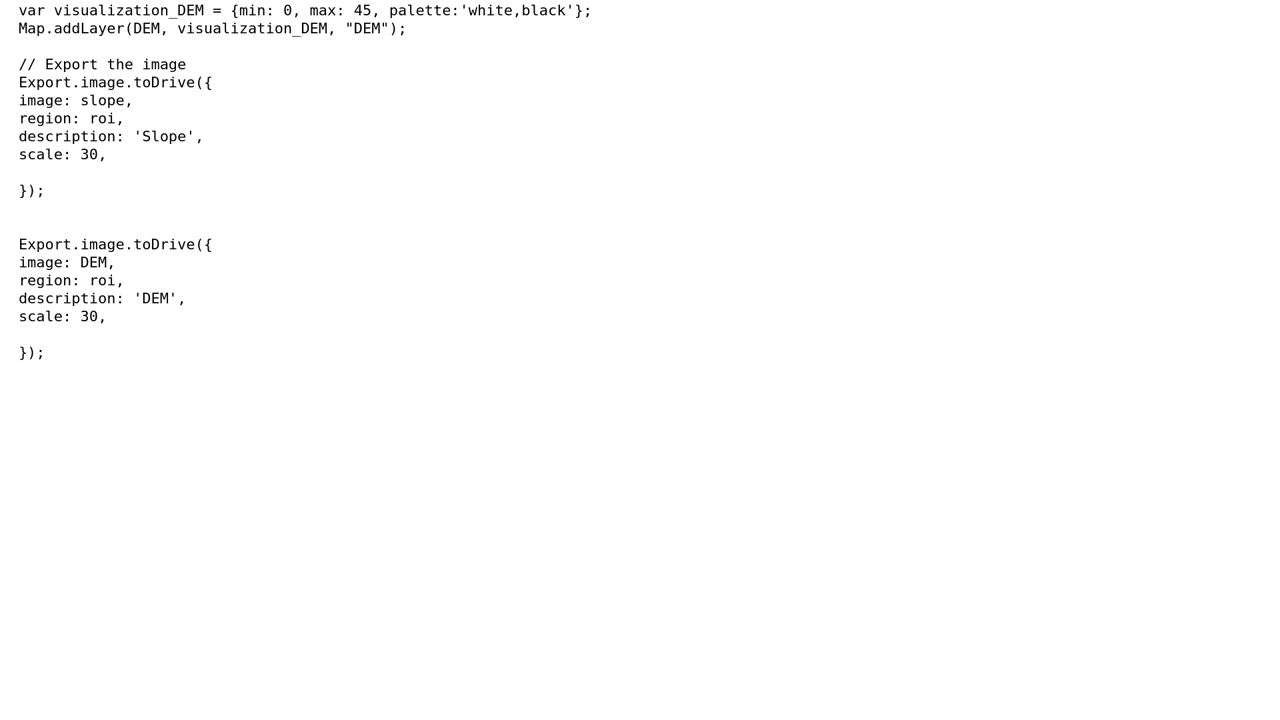 var visualization_DEM = {min: 0, max: 45, palette:'white,black'};
Map.addLayer(DEM, visualization_DEM, "DEM");
// Export the image
Export.image.toDrive({
image: slope,
region: roi,
description: 'Slope',
scale: 30,
});
Export.image.toDrive({
image: DEM,
region: roi,
description: 'DEM',
scale: 30,
});